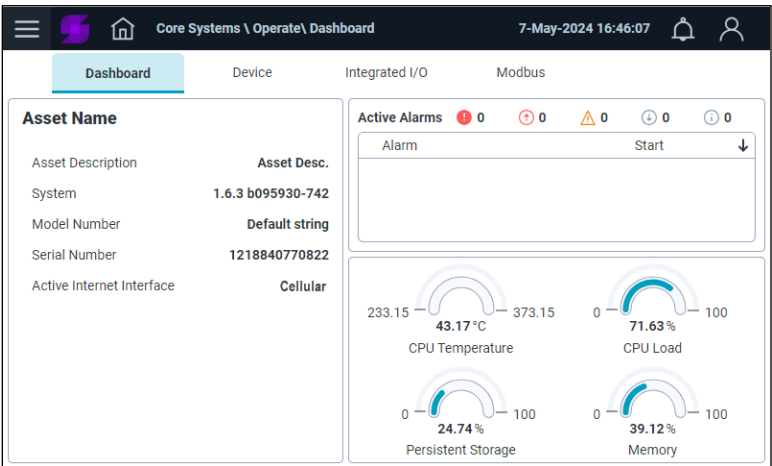 Core Systems \ Operate\ Dashboard 7-May-2024 16:46:07
Dashboard Device Integrated I/O Modbus
Asset Name
Asset Description Asset Desc.
System 1.6.3 b095930-742
Model Number Default string
Serial Number 1218840770822
Active Internet Interface Cellular
Active Alarms 0 0 0 0 0
Alarm Start
233.15 373.15
43.17°C
CPU Temperature
0 100
71.63%
CPU Load
0 100
24.74%
Persistent Storage
0 100
39.12%
Memory